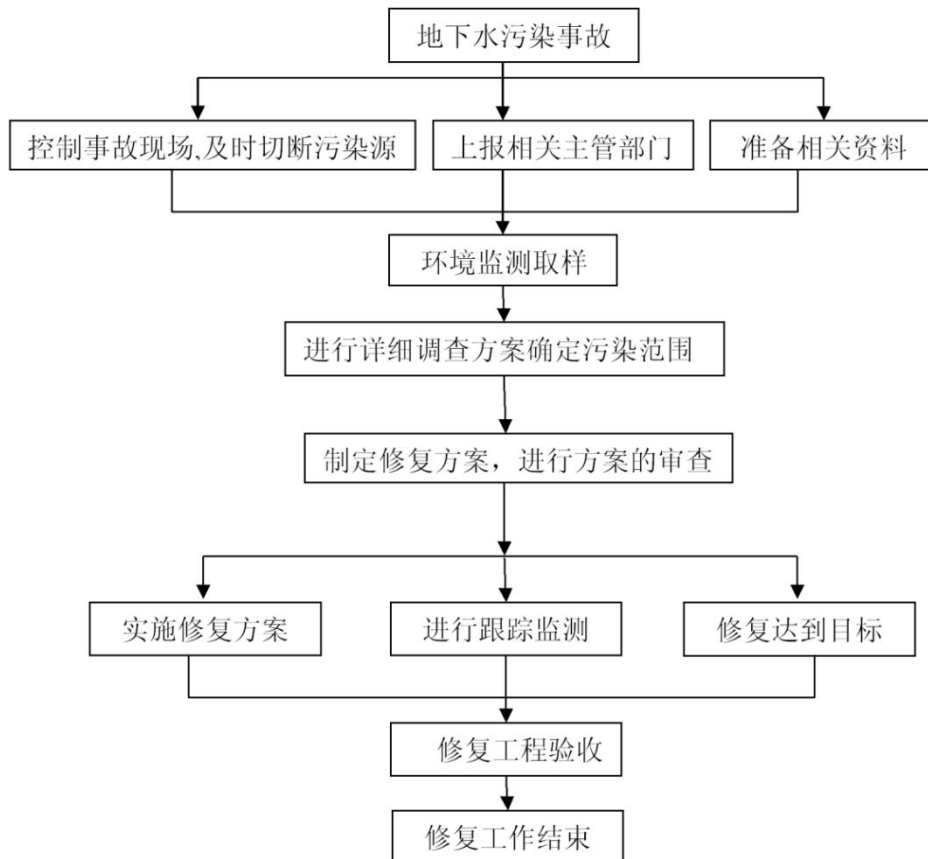 地下水污染事故
控制事故现场,及时切断污染源
上报相关主管部门
准备相关资料
环境监测取样
进行详细调查方案确定污染范围
制定修复方案，进行方案的审查
实施修复方案
进行跟踪监测
修复达到目标
修复工程验收
修复工作结束